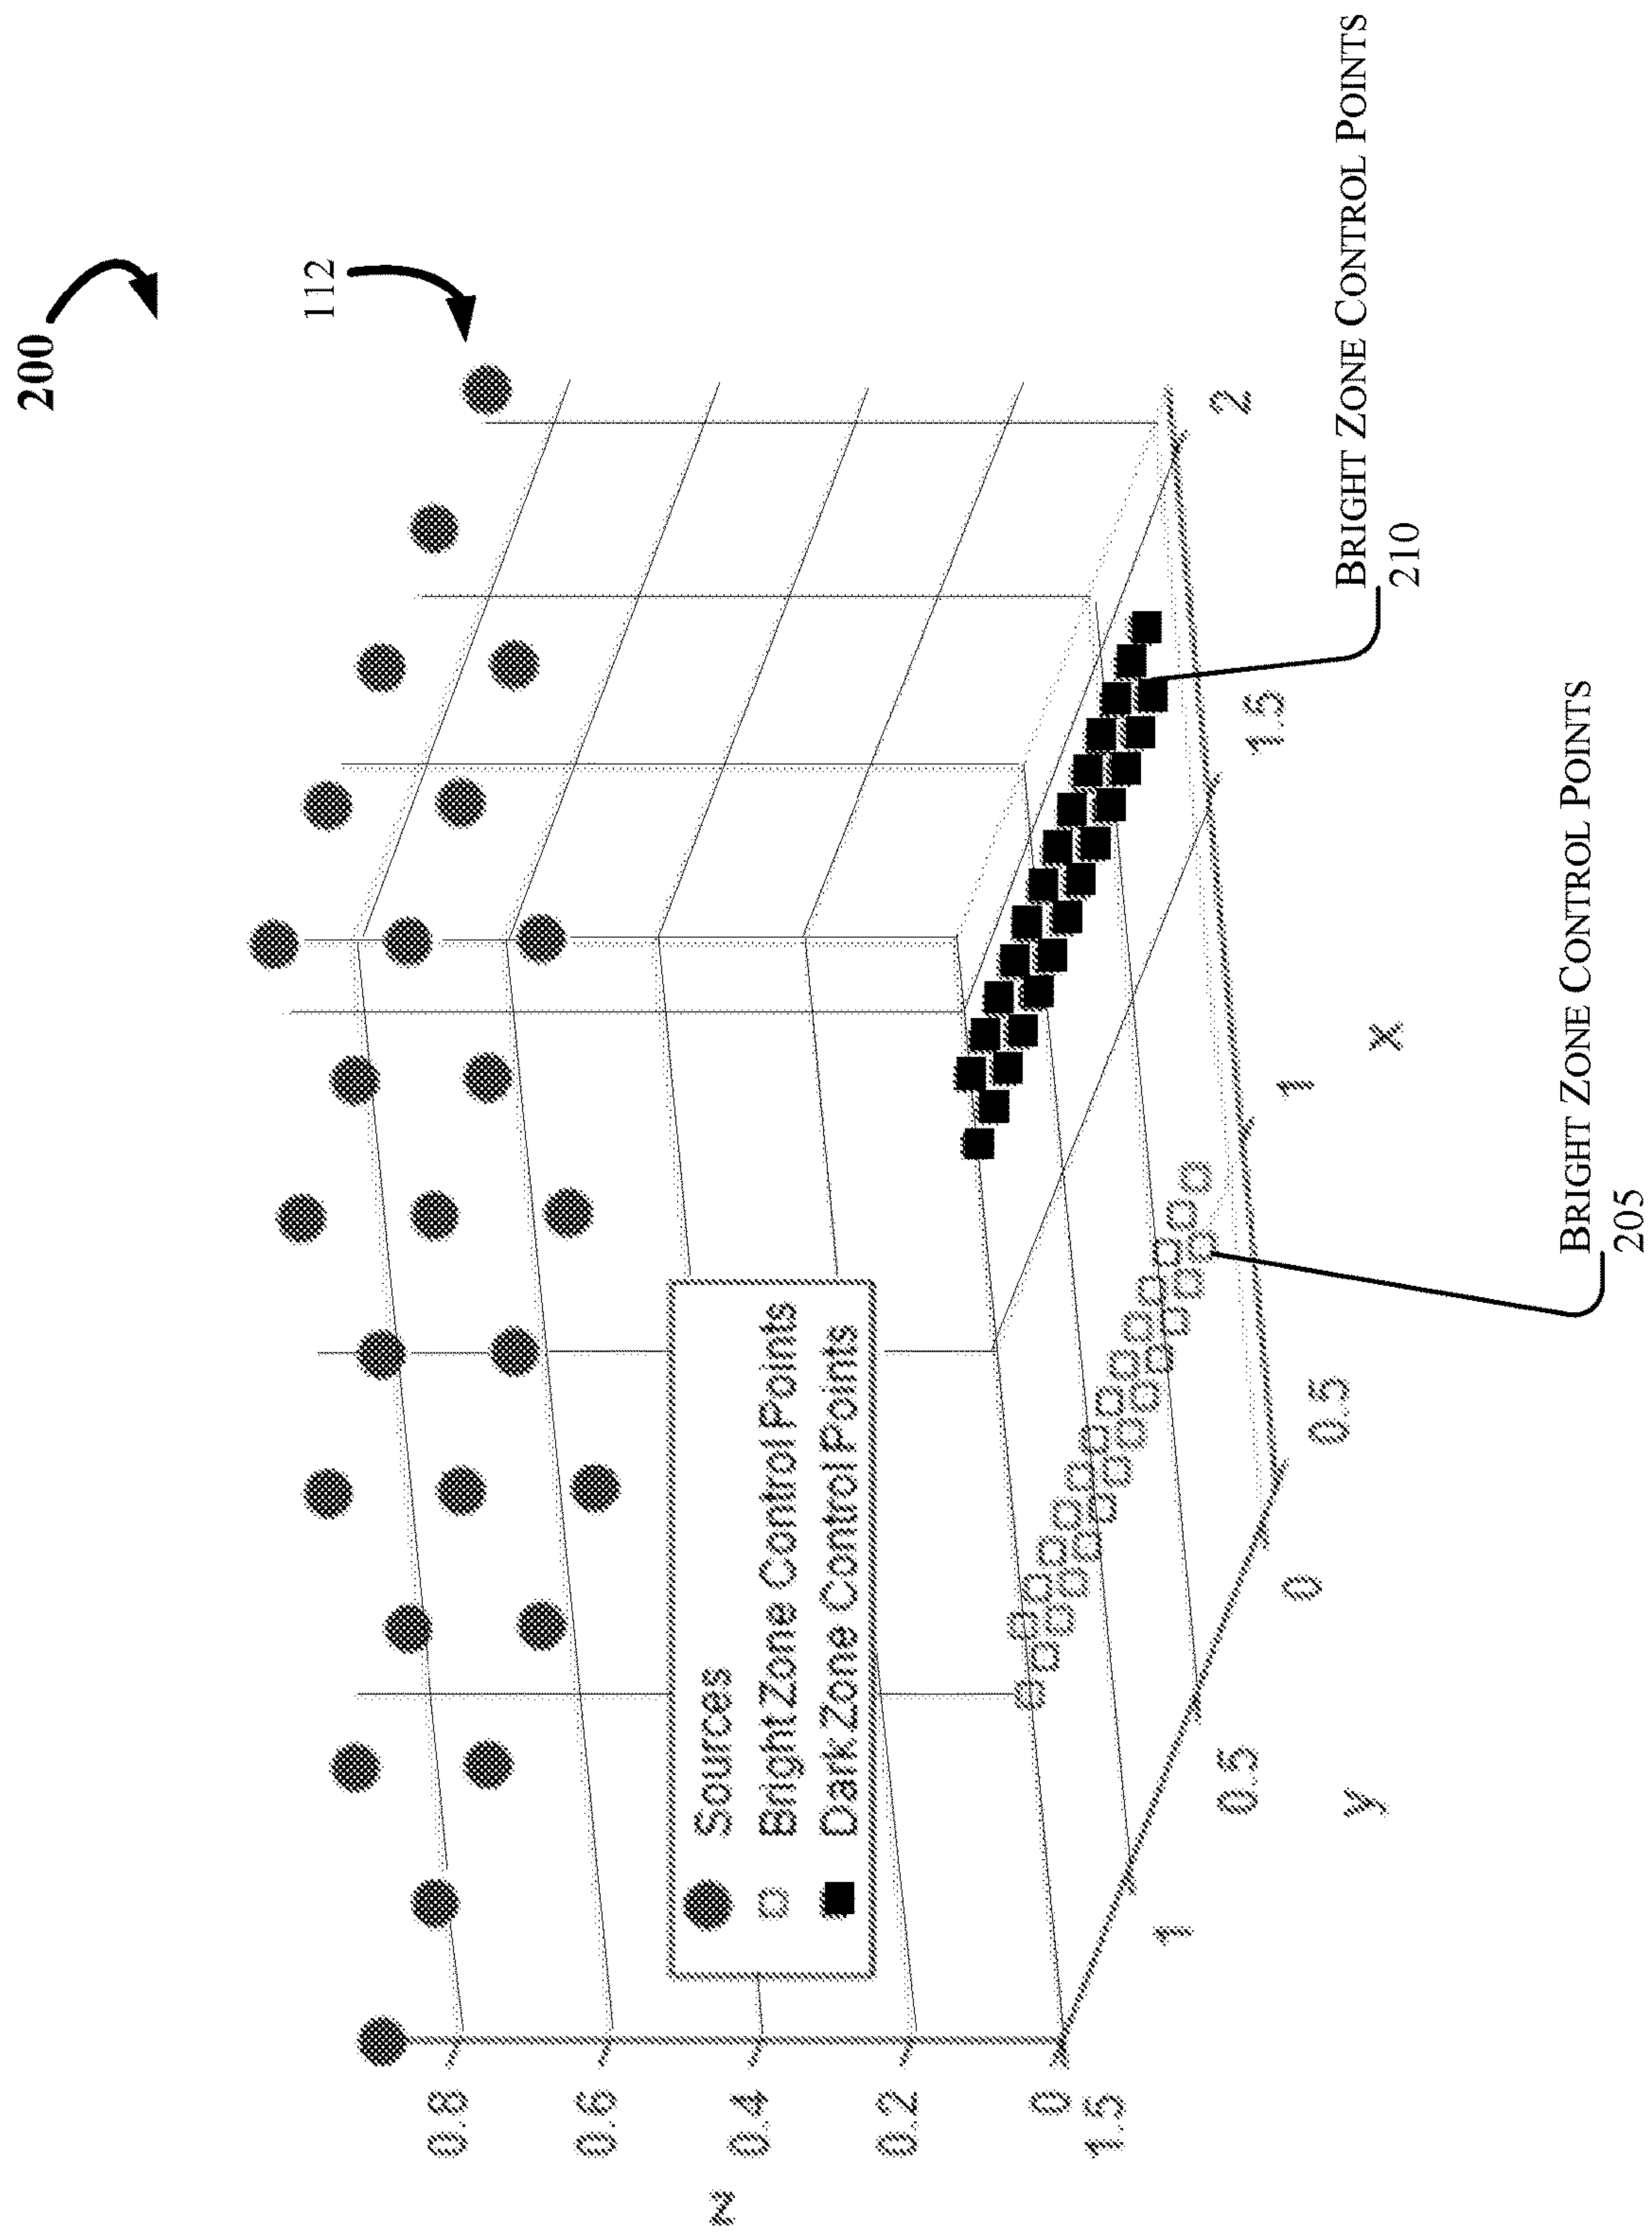 200
112
0.8
0.6
0.4
0.2
0
z
Sources
Bright Zone Control Points
Dark Zone Control Points
1.5
1
0.5
0
y
0.5
1
1.5
2
x
BRIGHT ZONE CONTROL POINTS
210
BRIGHT ZONE CONTROL POINTS
205